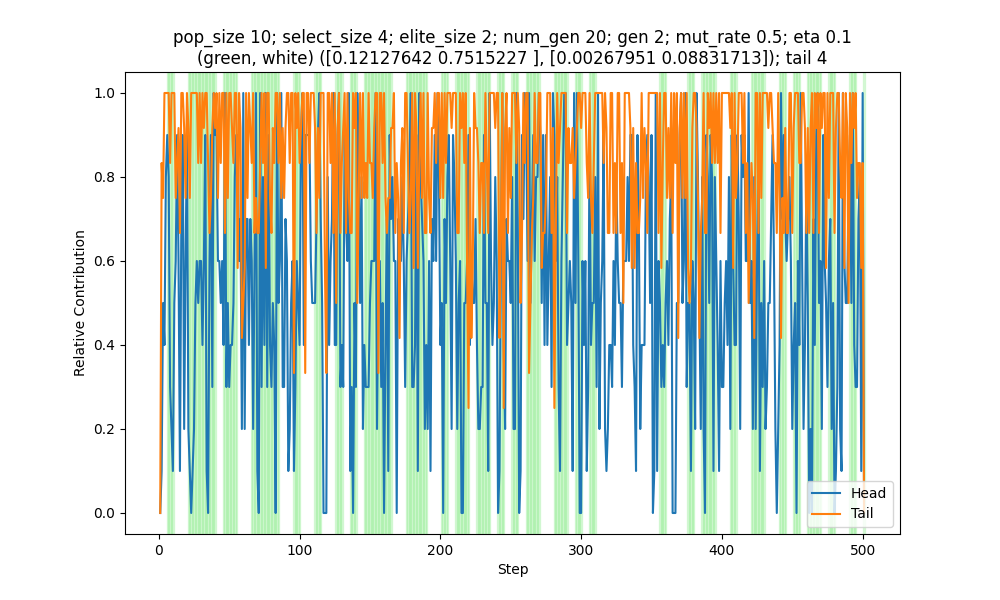 pop_size 10; select_size 4; elite_size 2; num_gen 20; gen 2; mut_rate 0.5; eta 0.1
(green, white) ([0.12127642 0.7515227 ], [0.00267951 0.08831713]); tail 4
1.0
0.8
0.6
0.4
0.2
0.0
Relative Contribution
Head
Tail
0
100
200
300
400
500
Step